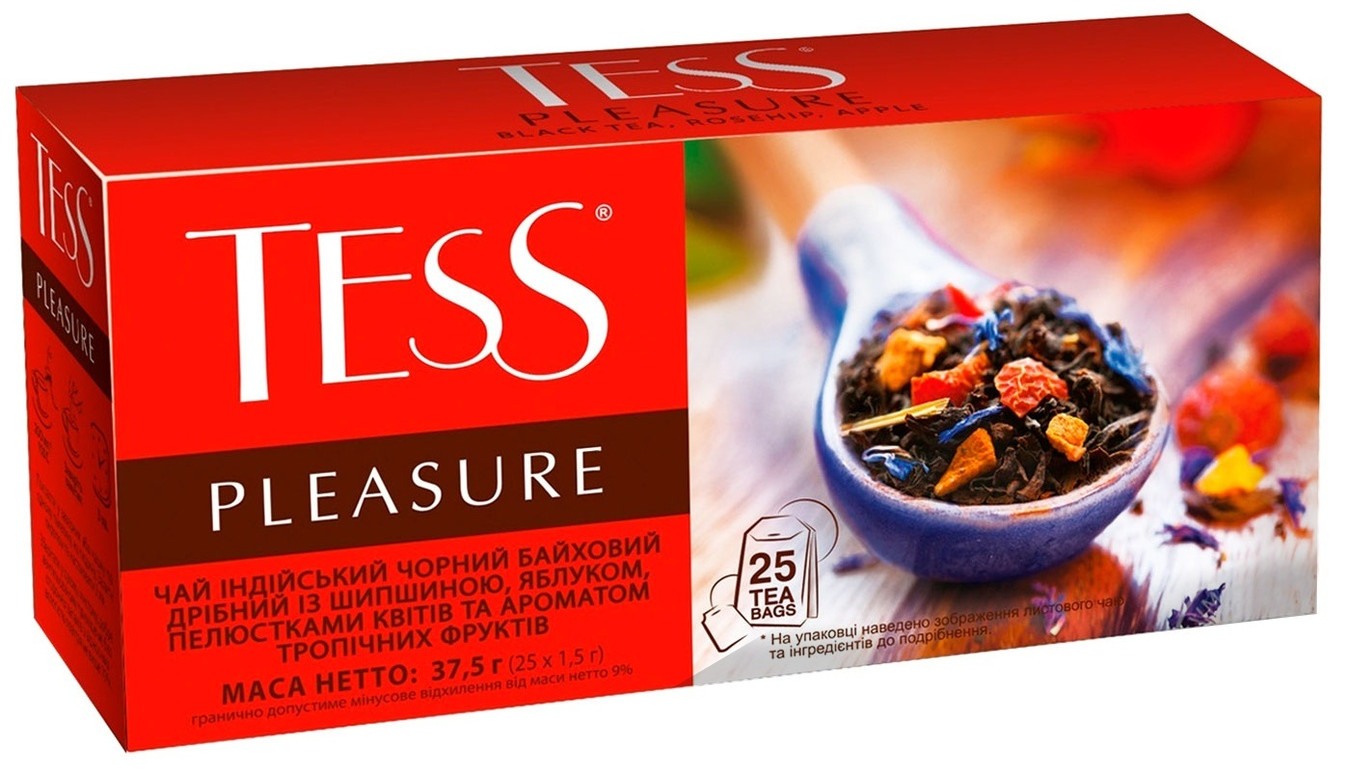 TESS®
PLEASURE
BLACK TEA, ROSEHIP, APPLE
TESS®
PLEASURE
TESS®
PLEASURE
ЧАЙ ІНДІЙСЬКИЙ ЧОРНИЙ БАЙХОВИЙ
ДРІБНИЙ ІЗ ШИПШИНОЮ, ЯБЛУКОМ,
ПЕЛЮСТКАМИ КВІТІВ ТА АРОМАТОМ
ТРОПІЧНИХ ФРУКТІВ
МАСА НЕТТО: 37,5 г (25 х 1,5 г)
гранично допустиме мінусове відхилення від маси нетто 9%
25
TEA
BAGS
* На упаковці наведено зображення листового чаю
та інгредієнтів до подрібнення.